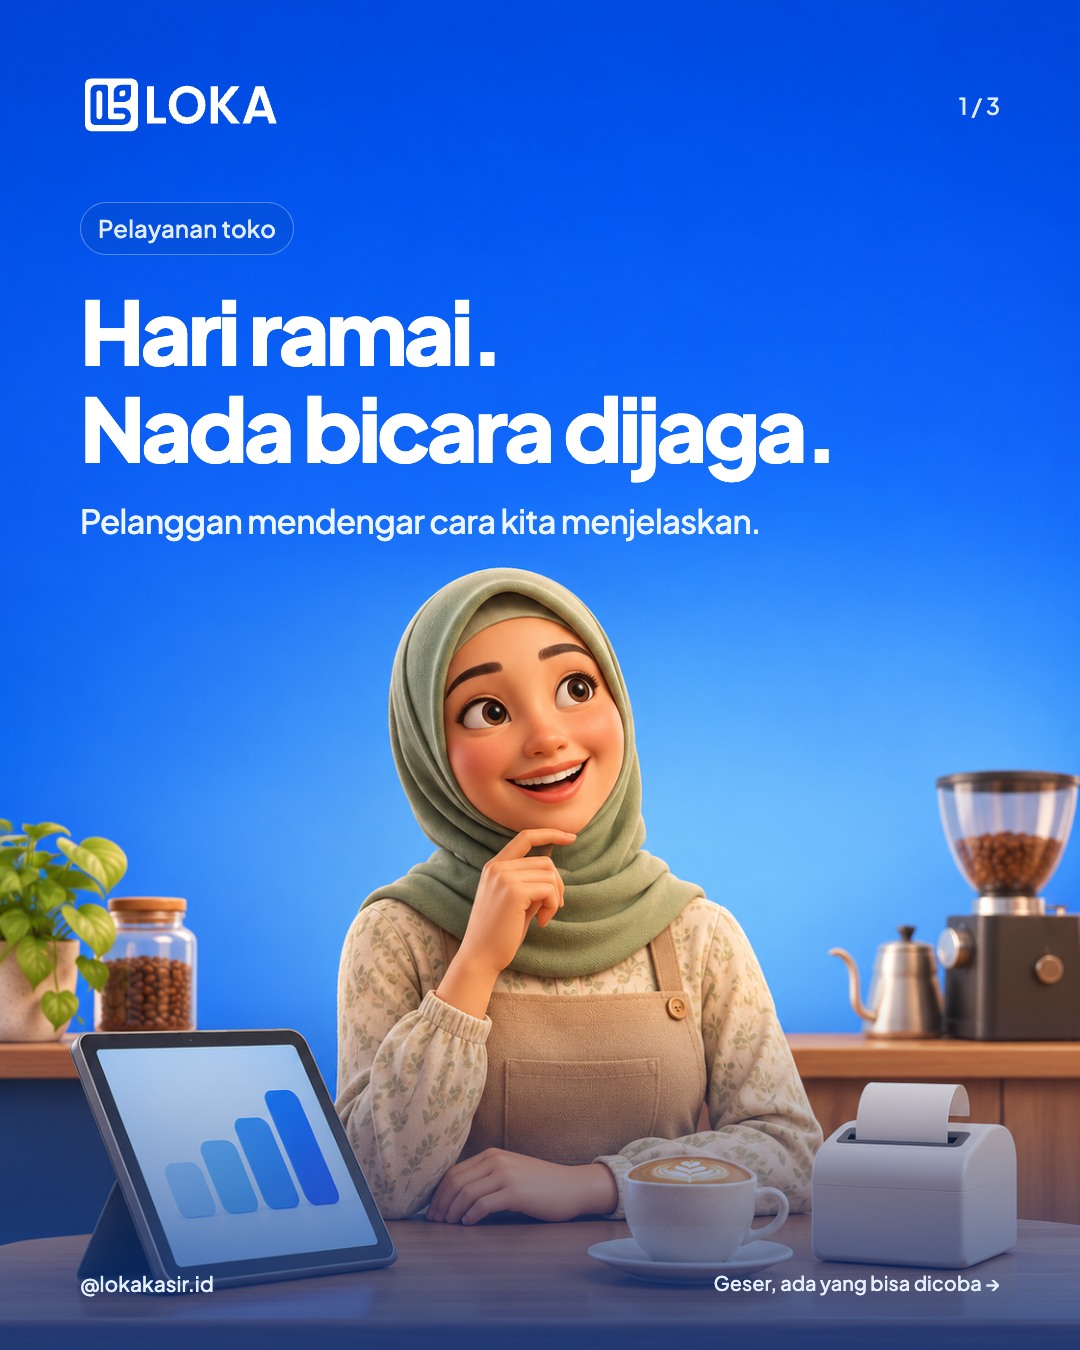 LOKA
1/3
Pelayanan toko
Hari ramai.
Nada bicara dijaga.
Pelanggan mendengar cara kita menjelaskan.
@lokakasir.id
Geser, ada yang bisa dicoba →